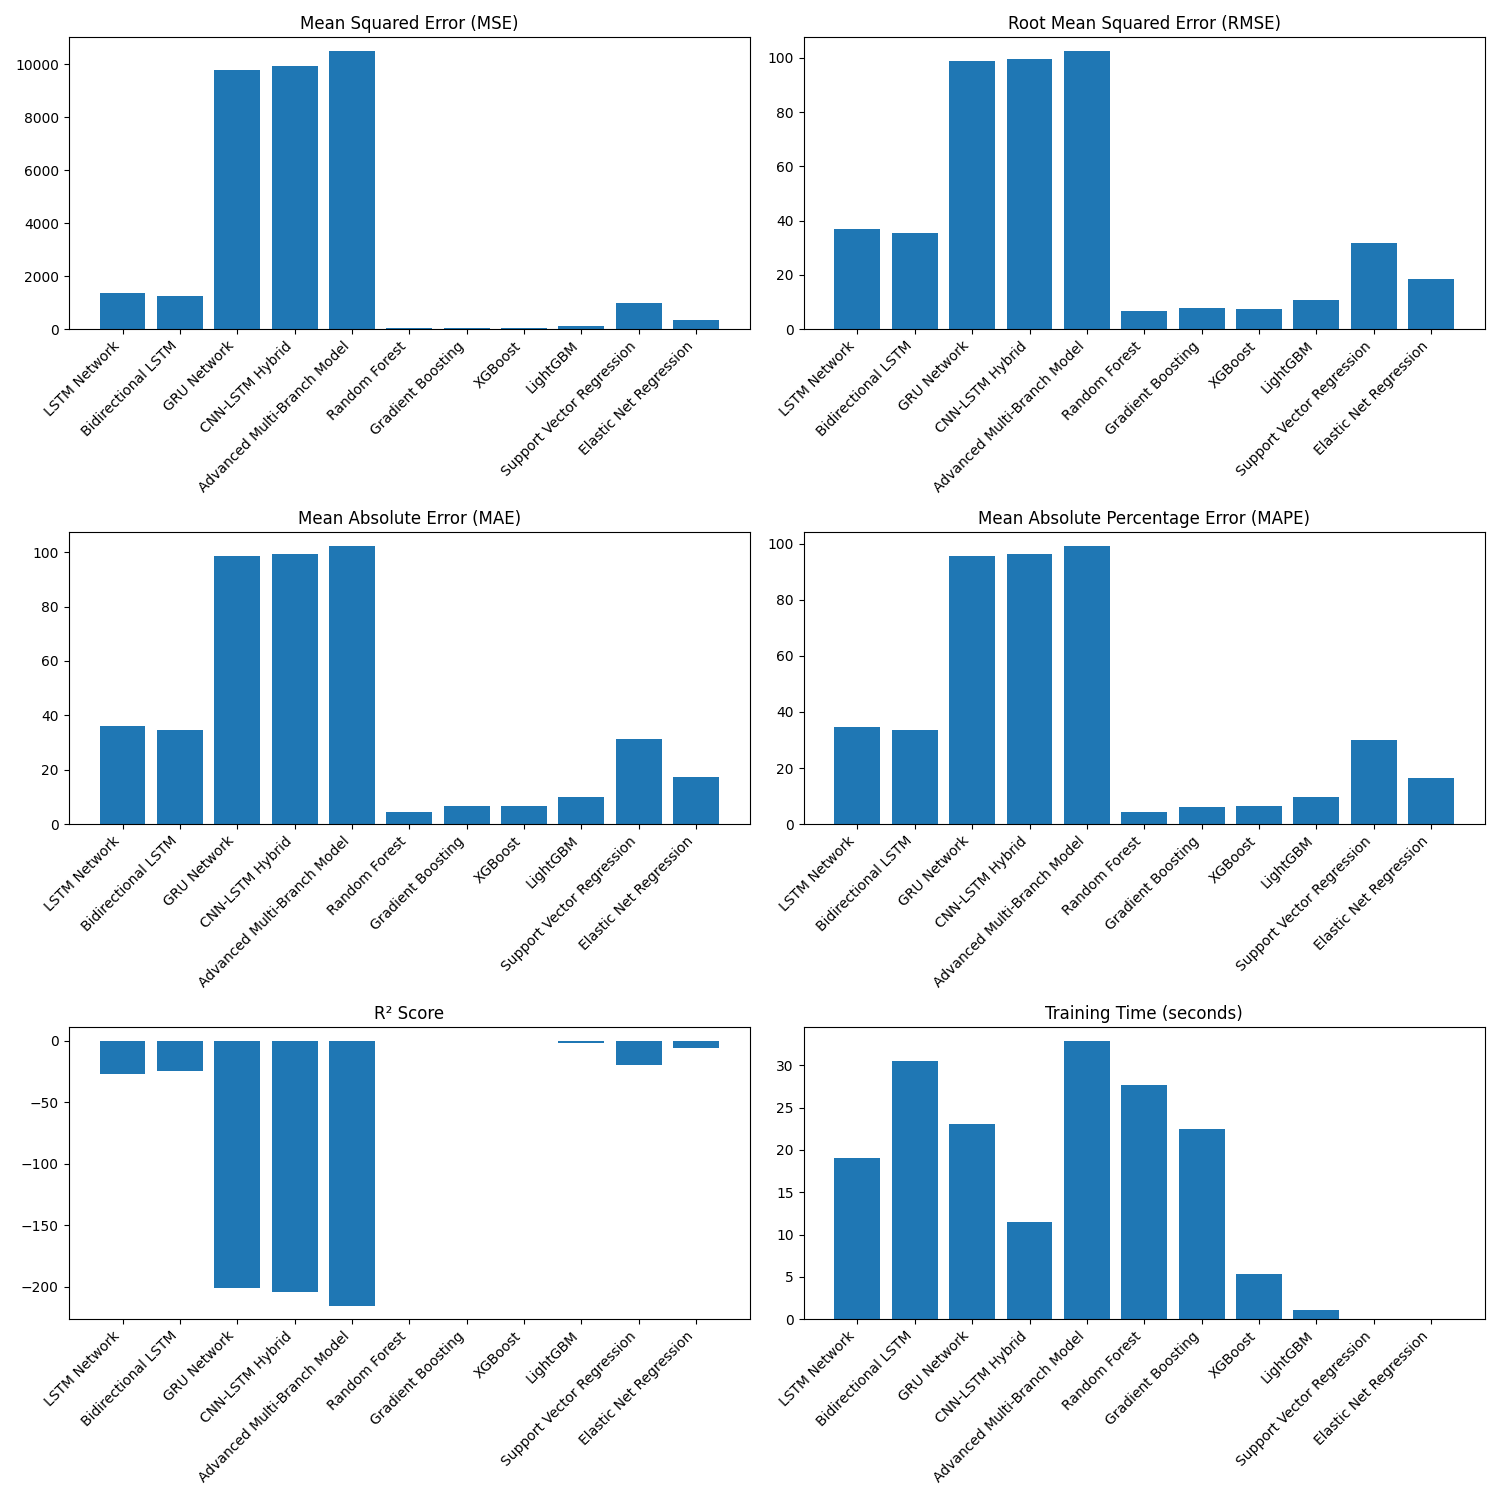 Mean Squared Error (MSE)
10000
8000
6000
4000
2000
0
LSTM Network
Bidirectional LSTM
GRU Network
CNN-LSTM Hybrid
Advanced Multi-Branch Model
Random Forest
Gradient Boosting
XGBoost
LightGBM
Support Vector Regression
Elastic Net Regression
Root Mean Squared Error (RMSE)
100
80
60
40
20
0
LSTM Network
Bidirectional LSTM
GRU Network
CNN-LSTM Hybrid
Advanced Multi-Branch Model
Random Forest
Gradient Boosting
XGBoost
LightGBM
Support Vector Regression
Elastic Net Regression
Mean Absolute Error (MAE)
100
80
60
40
20
0
LSTM Network
Bidirectional LSTM
GRU Network
CNN-LSTM Hybrid
Advanced Multi-Branch Model
Random Forest
Gradient Boosting
XGBoost
LightGBM
Support Vector Regression
Elastic Net Regression
Mean Absolute Percentage Error (MAPE)
100
80
60
40
20
0
LSTM Network
Bidirectional LSTM
GRU Network
CNN-LSTM Hybrid
Advanced Multi-Branch Model
Random Forest
Gradient Boosting
XGBoost
LightGBM
Support Vector Regression
Elastic Net Regression
R² Score
0
−50
−100
−150
−200
LSTM Network
Bidirectional LSTM
GRU Network
CNN-LSTM Hybrid
Advanced Multi-Branch Model
Random Forest
Gradient Boosting
XGBoost
LightGBM
Support Vector Regression
Elastic Net Regression
Training Time (seconds)
30
25
20
15
10
5
0
LSTM Network
Bidirectional LSTM
GRU Network
CNN-LSTM Hybrid
Advanced Multi-Branch Model
Random Forest
Gradient Boosting
XGBoost
LightGBM
Support Vector Regression
Elastic Net Regression